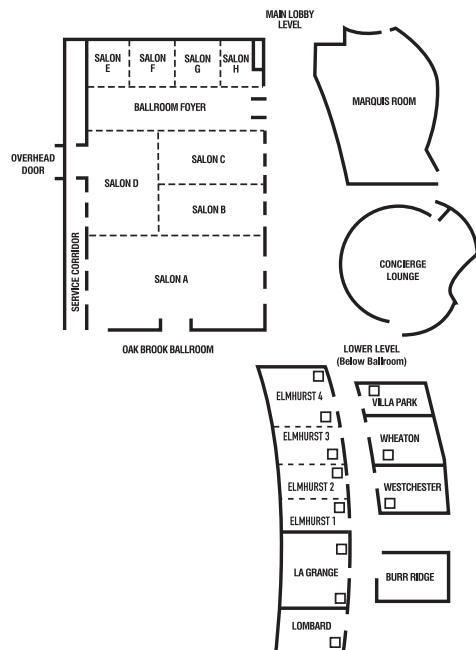 MAIN LOBBY
LEVEL
SALON
E
SALON
F
SALON
G
SALON
H
BALLROOM FOYER
MARQUIS ROOM
OVERHEAD
DOOR
SALON C
SALON D
SALON B
SERVICE CORRIDOR
SALON A
CONCIERGE
LOUNGE
OAK BROOK BALLROOM
LOWER LEVEL
(Below Ballroom)
ELMHURST 4
VILLA PARK
ELMHURST 3
WHEATON
ELMHURST 2
WESTCHESTER
ELMHURST 1
LA GRANGE
BURR RIDGE
LOMBARD